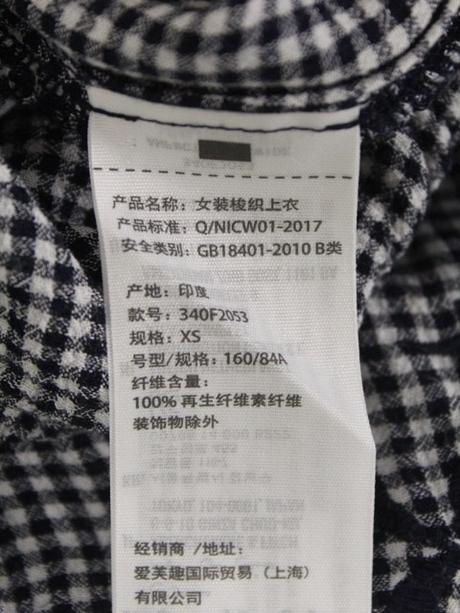 产品名称：女装梭织上衣
产品标准：Q/NICW01-2017
安全类别：GB18401-2010 B类
产地：印度
款号：340F2053
规格：XS
号型/规格：160/84A
纤维含量：
100% 再生纤维素纤维
装饰物除外
经销商 /地址：
爱芙趣国际贸易（上海）
有限公司